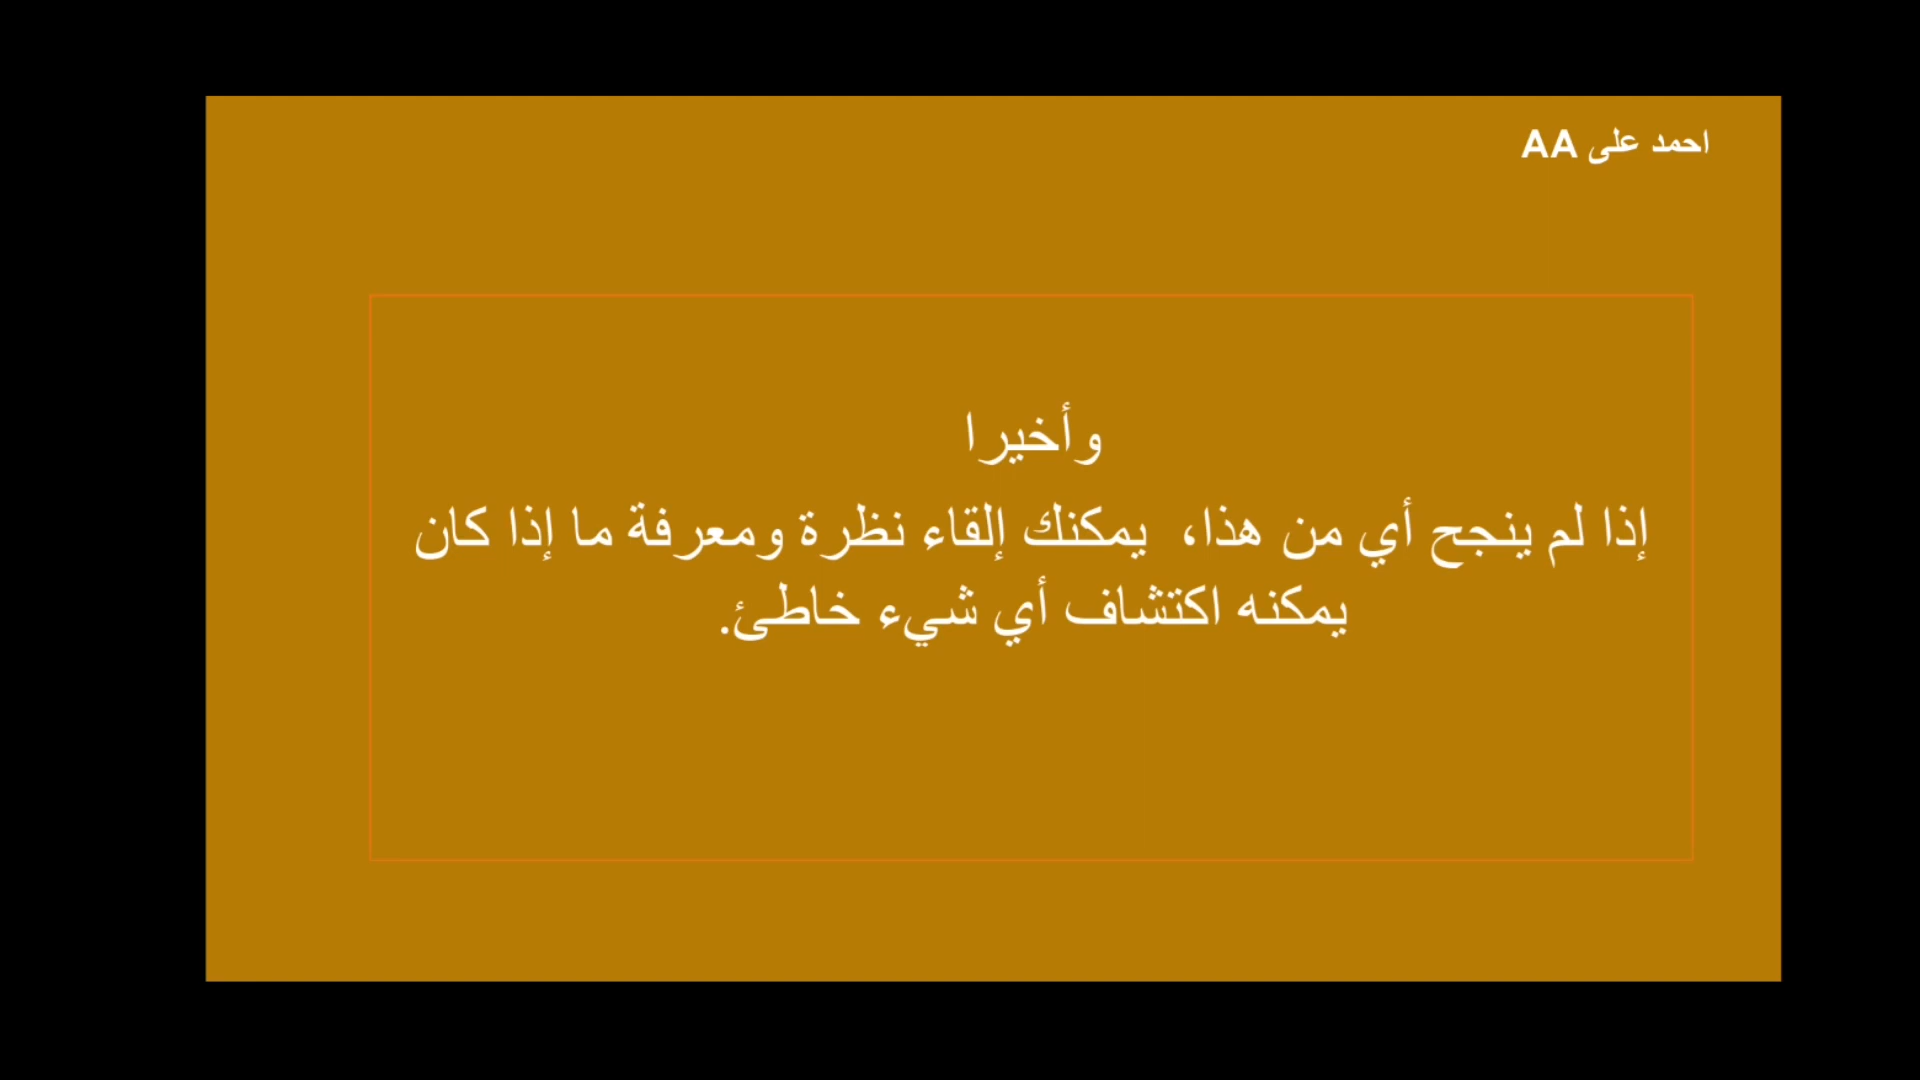 احمد على AA
وأخيرا
إذا لم ينجح أي من هذا، يمكنك إلقاء نظرة ومعرفة ما إذا كان
يمكنه اكتشاف أي شيء خاطئ.